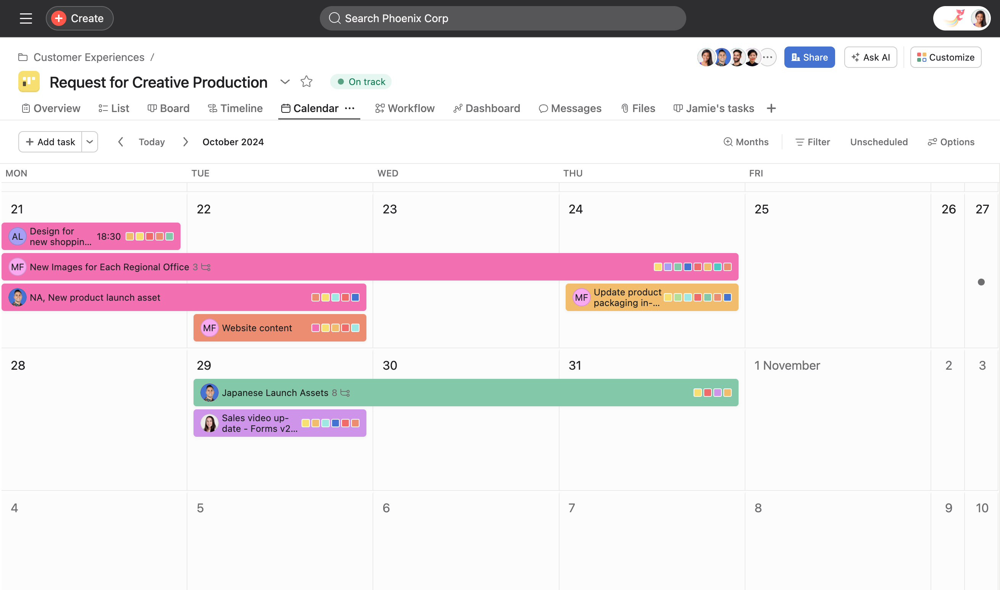 Create
Search Phoenix Corp
Customer Experiences /
Share
Ask AI
Customize
Request for Creative Production
On track
Overview
List
Board
Timeline
Calendar
Workflow
Dashboard
Messages
Files
Jamie's tasks
Add task
Today
October 2024
Months
Filter
Unscheduled
Options
MON
TUE
WED
THU
FRI
21
22
23
24
25
26
27
AL
Design for
new shoppin...
18:30
MF
New Images for Each Regional Office 3
NA, New product launch asset
MF
Update product
packaging in-...
MF
Website content
28
29
30
31
1 November
2
3
Japanese Launch Assets 8
Sales video up-
date - Forms v2...
4
5
6
7
8
9
10